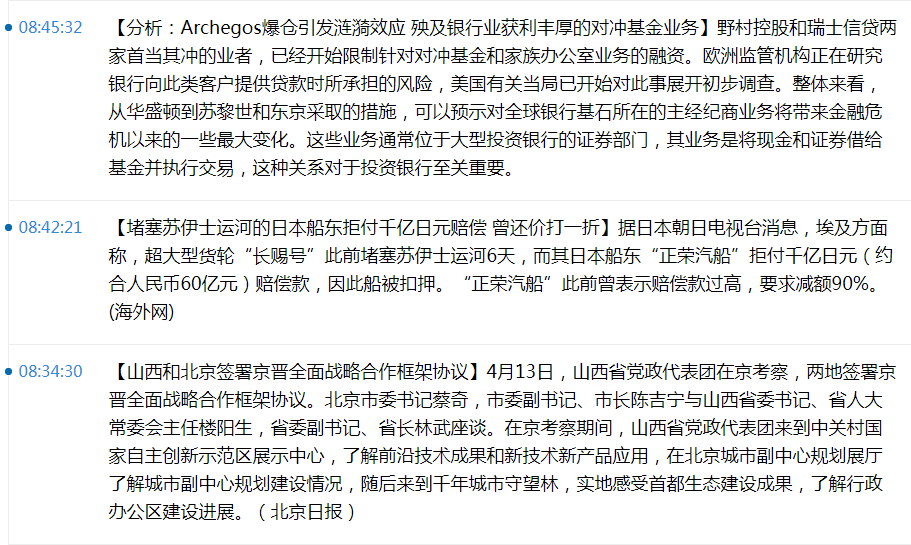 08:45:32 【分析：Archegos爆仓引发涟漪效应 殃及银行业获利丰厚的对冲基金业务】野村控股和瑞士信贷两
家首当其冲的业者，已经开始限制针对对冲基金和家族办公室业务的融资。欧洲监管机构正在研究
银行向此类客户提供贷款时所承担的风险，美国有关当局已开始对此事展开初步调查。整体来看，
从华盛顿到苏黎世和东京采取的措施，可以预示对全球银行基石所在的主经纪商业务将带来金融危
机以来的一些最大变化。这些业务通常位于大型投资银行的证券部门，其业务是将现金和证券借给
基金并执行交易，这种关系对于投资银行至关重要。
08:42:21 【堵塞苏伊士运河的日本船东拒付千亿日元赔偿 曾还价打一折】据日本朝日电视台消息，埃及方面
称，超大型货轮“长赐号”此前堵塞苏伊士运河6天，而其日本船东“正荣汽船”拒付千亿日元（约
合人民币60亿元）赔偿款，因此船被扣押。“正荣汽船”此前曾表示赔偿款过高，要求减额90%。
(海外网)
08:34:30 【山西和北京签署京晋全面战略合作框架协议】4月13日，山西省党政代表团在京考察，两地签署京
晋全面战略合作框架协议。北京市委书记蔡奇，市委副书记、市长陈吉宁与山西省委书记、省人大
常委会主任楼阳生，省委副书记、省长林武座谈。在京考察期间，山西省党政代表团来到中关村国
家自主创新示范区展示中心，了解前沿技术成果和新技术新产品应用，在北京城市副中心规划展厅
了解城市副中心规划建设情况，随后来到千年城市守望林，实地感受首都生态建设成果，了解行政
办公区建设进展。（北京日报）